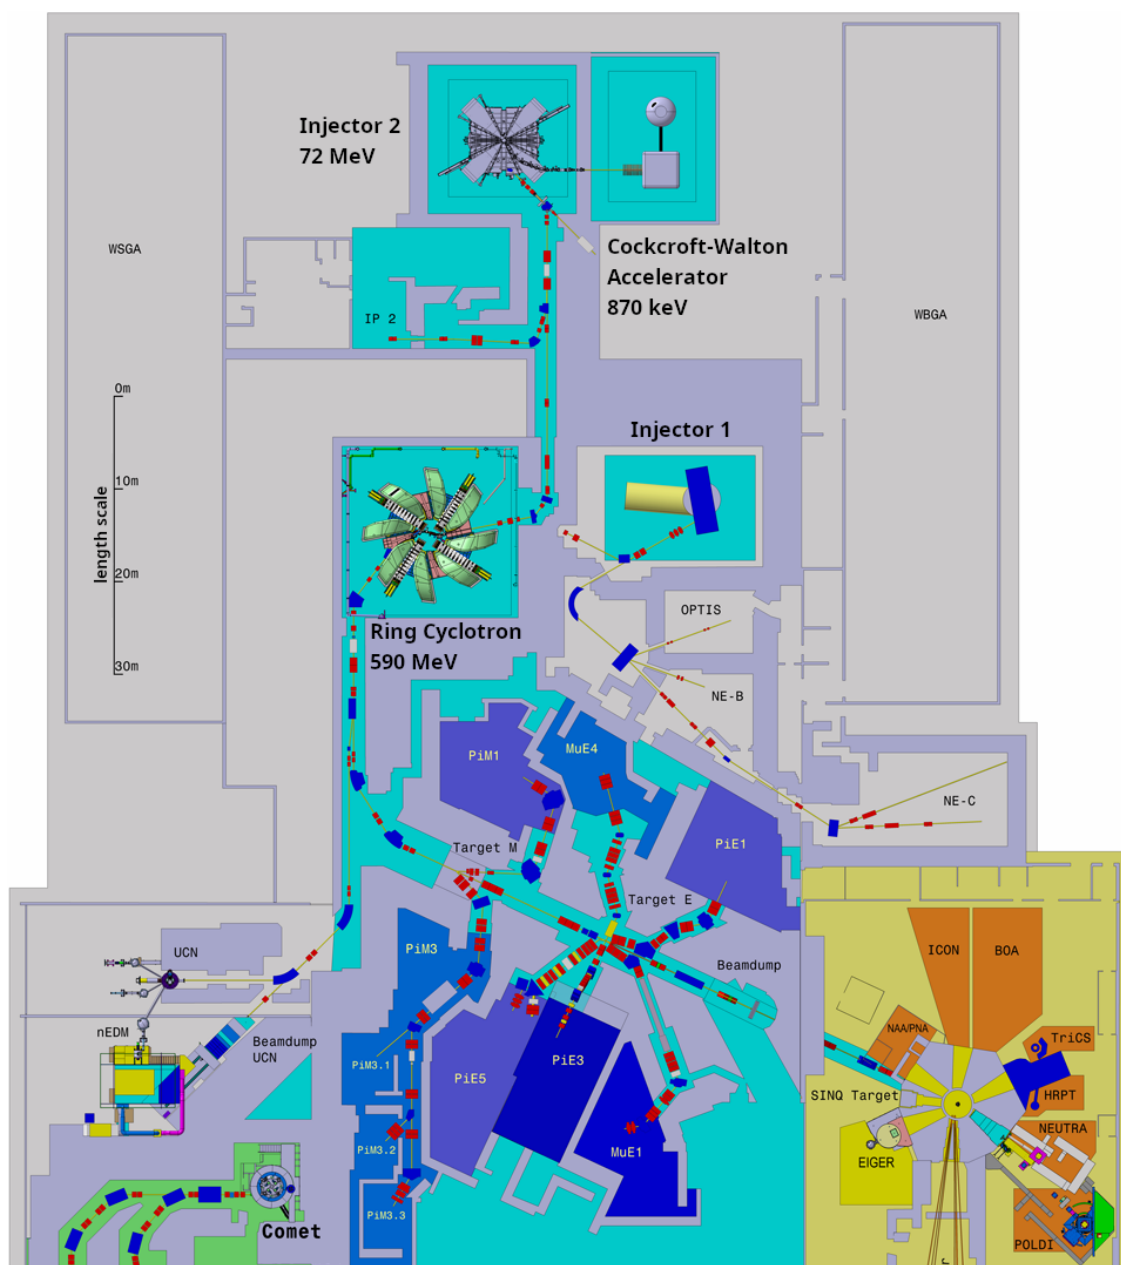 Injector 2
72 MeV
WSGA
Cockcroft-Walton
Accelerator
870 keV
IP 2
WBGA
0m
10m
20m
30m
length scale
Injector 1
Ring Cyclotron
590 MeV
OPTIS
NE-B
NE-C
PiM1
MuE4
PiE1
Target M
Target E
Beamdump
UCN
nEDM
Beamdump
UCN
PiM3
PiM3.1
PiM3.2
PiM3.3
PiE5
PiE3
MuE1
ICON
BOA
NAA/PNA
TriCS
SINQ Target
HRPT
NEUTRA
EIGER
POLDI
Comet